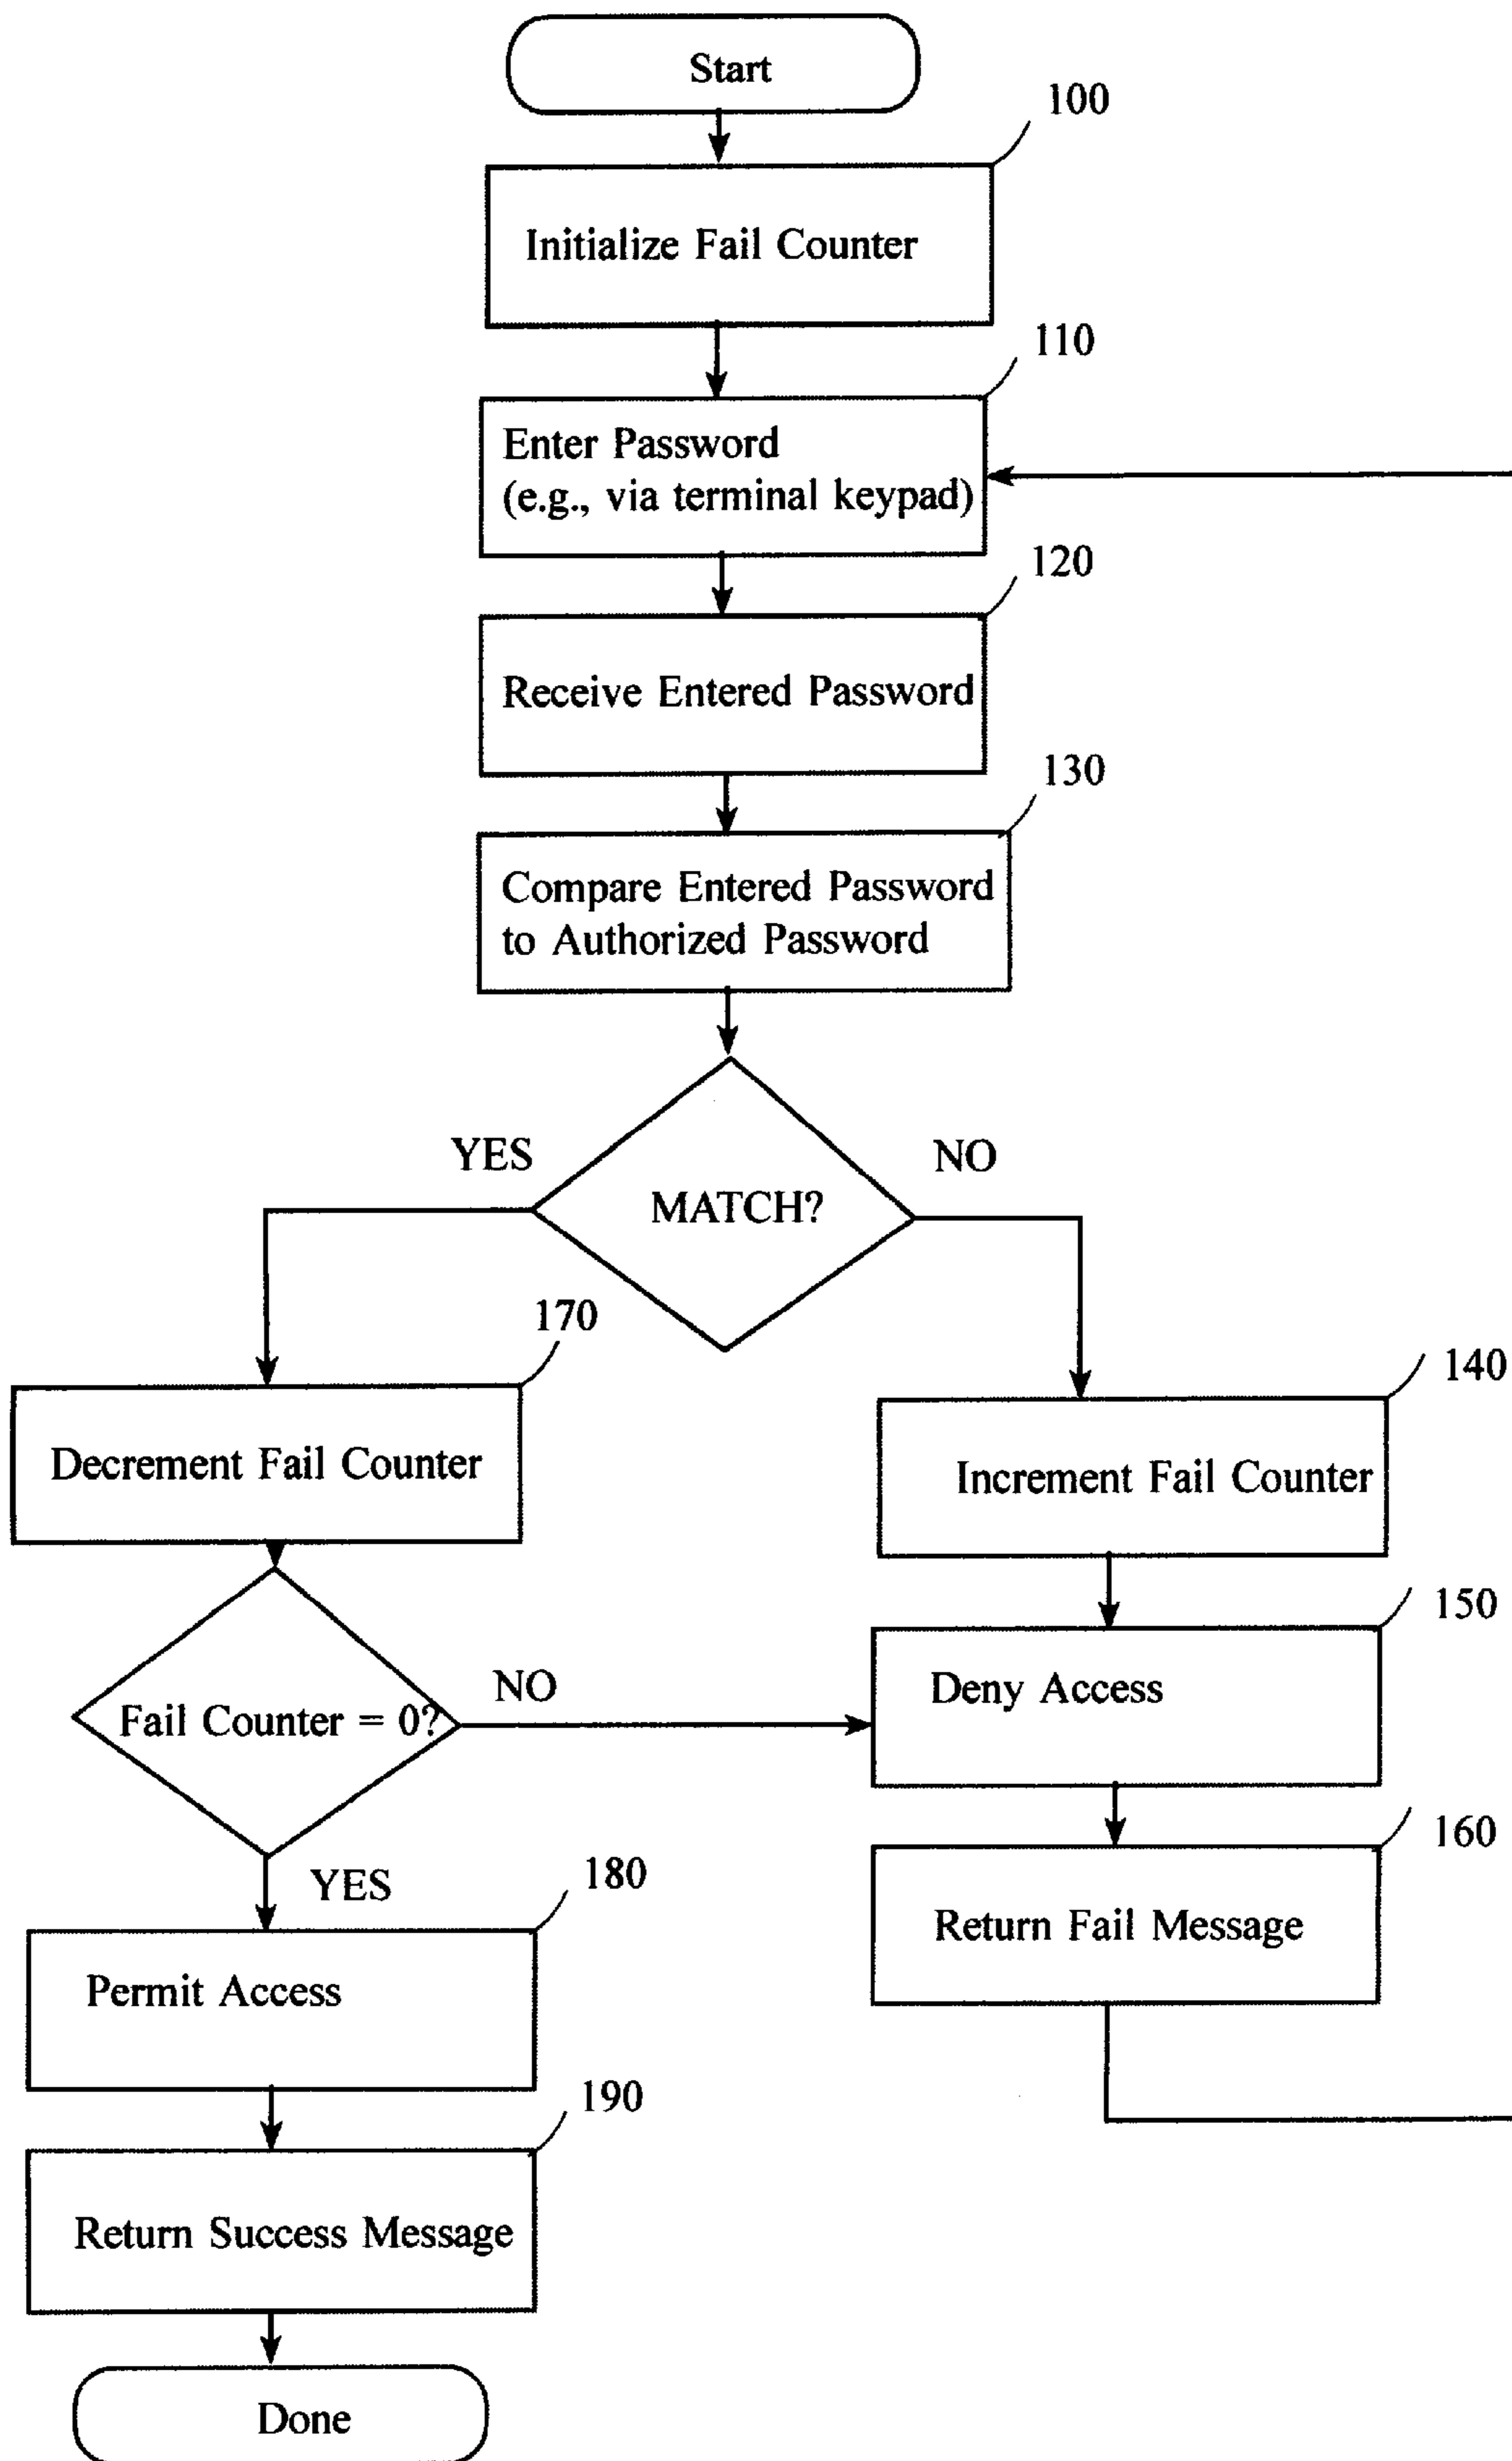 Start
100
Initialize Fail Counter
110
Enter Password
(e.g., via terminal keypad)
120
Receive Entered Password
130
Compare Entered Password
to Authorized Password
YES
NO
MATCH?
170
140
Decrement Fail Counter
Increment Fail Counter
150
Deny Access
NO
Fail Counter = 0?
160
YES
180
Return Fail Message
Permit Access
190
Return Success Message
Done